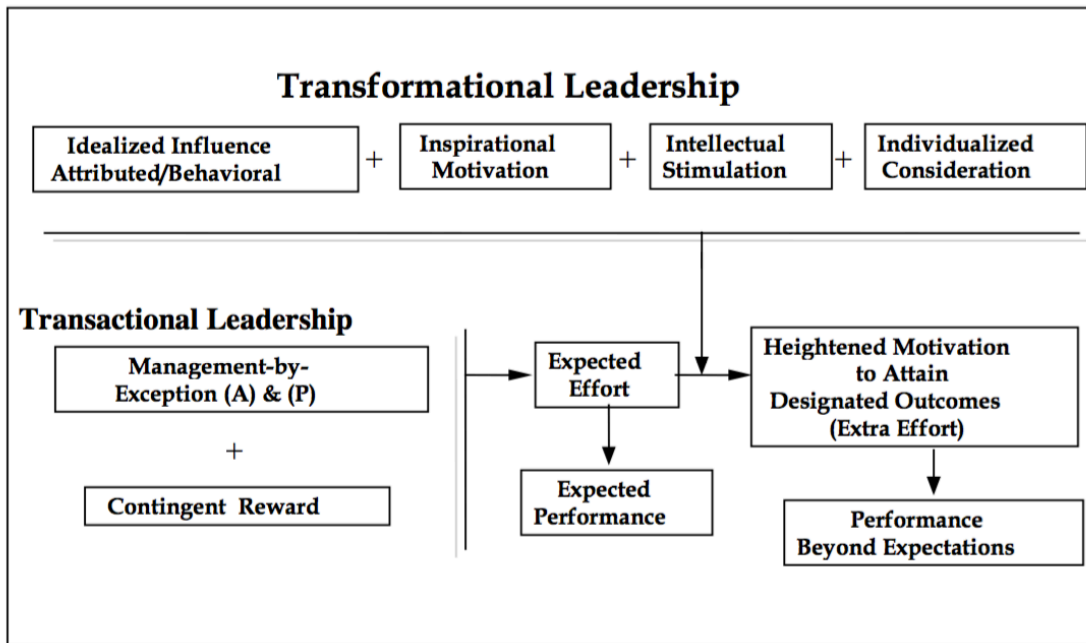 Transformational Leadership
Idealized Influence
Attributed/Behavioral
+
Inspirational
Motivation
+
Intellectual
Stimulation
+
Individualized
Consideration
Transactional Leadership
Management-by-
Exception (A) & (P)
+
Contingent Reward
Expected
Effort
Expected
Performance
Heightened Motivation
to Attain
Designated Outcomes
(Extra Effort)
Performance
Beyond Expectations